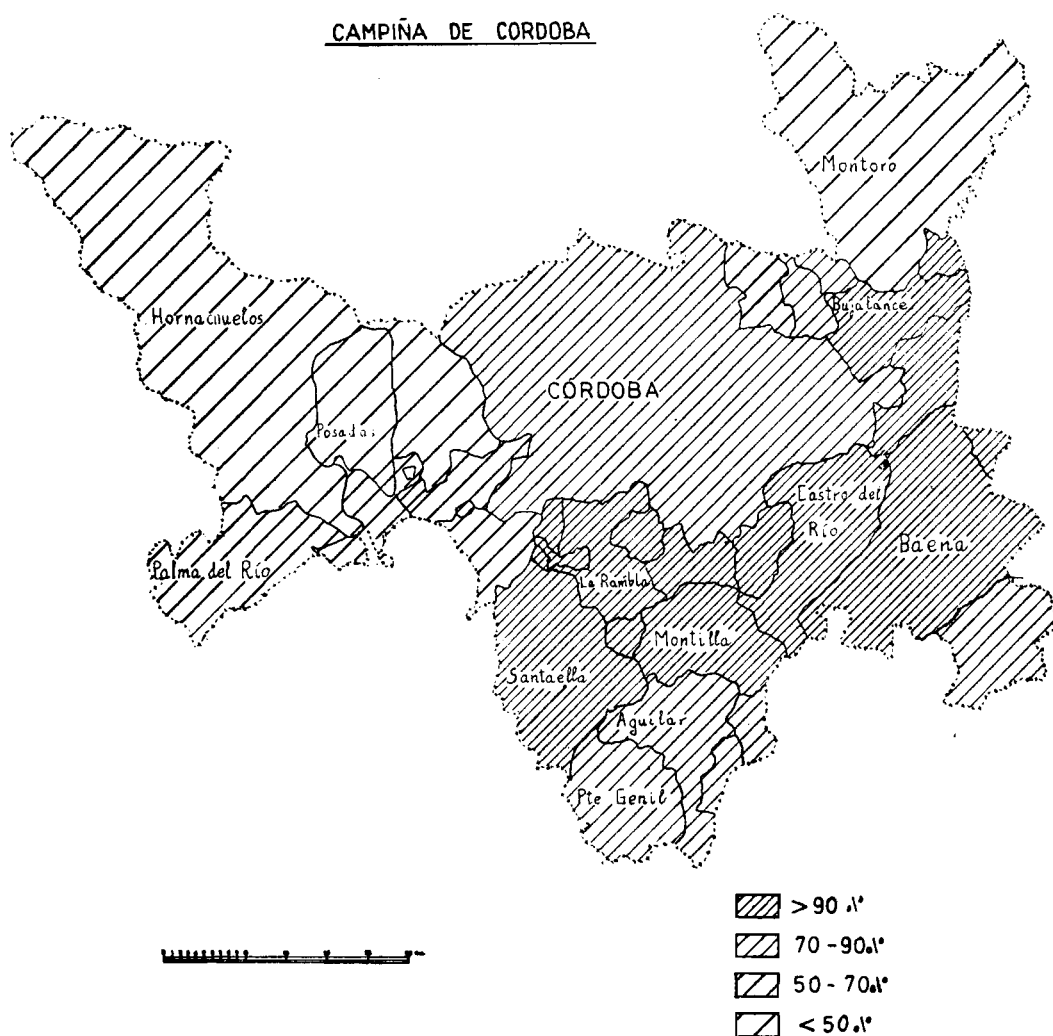 CAMPIÑA DE CORDOBA
Montoro
Hornachuelos
Bujalance
CORDOBA
Posadas
Castro del
Río
Baena
Palma del Río
La Rambla
Montilla
Santaella
Aguilar
Pte Genil
> 90 %
70 - 90%
50 - 70%
< 50 %